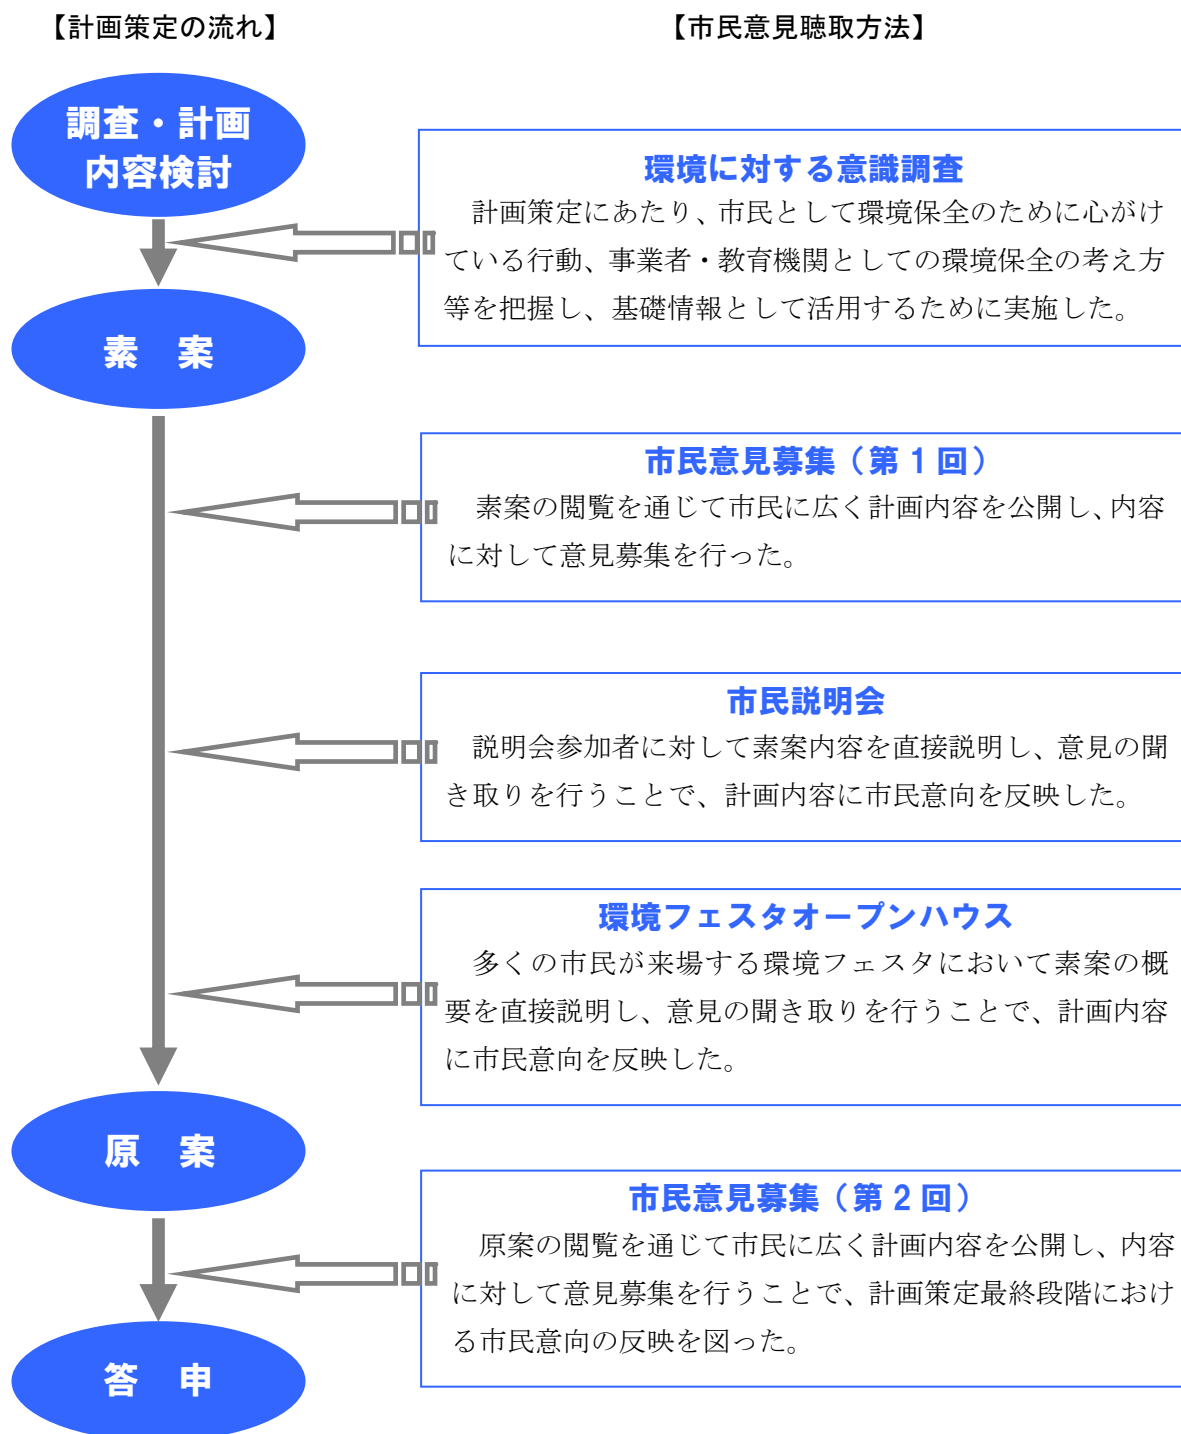 【計画策定の流れ】
【市民意見聴取方法】
調査・計画
内容検討
環境に対する意識調査
計画策定にあたり、市民として環境保全のために心がけ
ている行動、事業者・教育機関としての環境保全の考え方
等を把握し、基礎情報として活用するために実施した。
素 案
市民意見募集（第１回）
素案の閲覧を通じて市民に広く計画内容を公開し、内容
に対して意見募集を行った。
市民説明会
説明会参加者に対して素案内容を直接説明し、意見の聞
き取りを行うことで、計画内容に市民意向を反映した。
環境フェスタオープンハウス
多くの市民が来場する環境フェスタにおいて素案の概
要を直接説明し、意見の聞き取りを行うことで、計画内容
に市民意向を反映した。
原 案
市民意見募集（第２回）
原案の閲覧を通じて市民に広く計画内容を公開し、内容
に対して意見募集を行うことで、計画策定最終段階におけ
る市民意向の反映を図った。
答 申